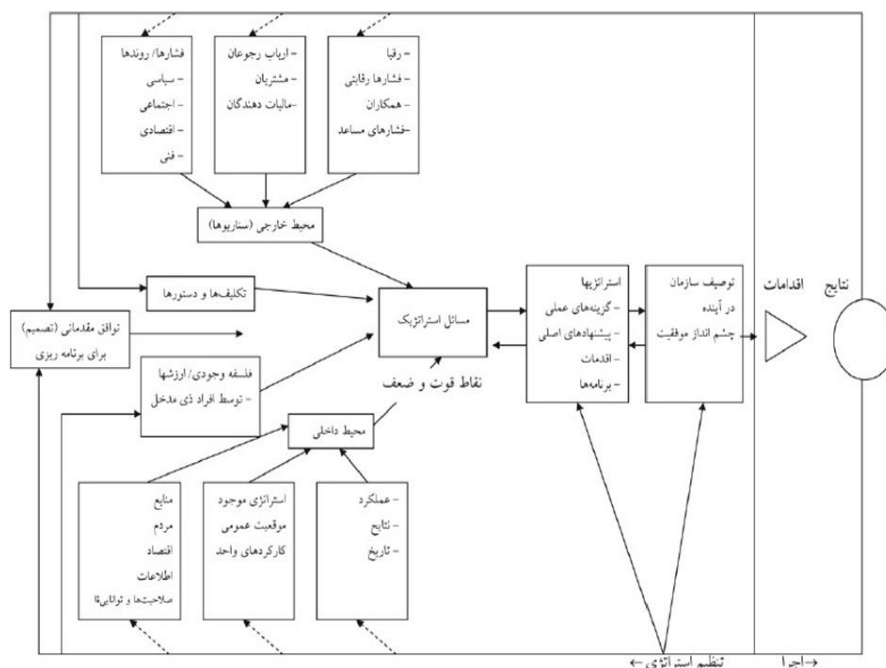 فشارها/ روندها
– سیاسی
– اجتماعی
– اقتصادی
– فنی
– ارباب رجوعان
– مشتریان
–مالیات دهندگان
– رقبا
– فشارها رقابتی
– همکاران
–فشارهای مساعد
محیط خارجی (سناریوها)
تکلیف‌ها و دستورها
توافق مقدماتی (تصمیم)
برای برنامه ریزی
فلسفه وجودی/ ارزشها
– توسط افراد ذی مدخل
مسائل استراتژیک
نقاط قوت و ضعف
محیط داخلی
استراتژیها
– گزینه‌های عملی
– پیشنهادهای اصلی
– اقدمات
– برنامه‌ها
توصیف سازمان
در آینده
چشم انداز موفقیت
اقدامات
نتایج
منابع
مردم
اقتصاد
اطلاعات
صلاحیت‌ها و توانایی‌ها
استراتژی موجود
موقعیت عمومی
کارکردهای واحد
– عملکرد
– نتایج
– تاریخ
تنظیم استراتژی ←
اجرا→